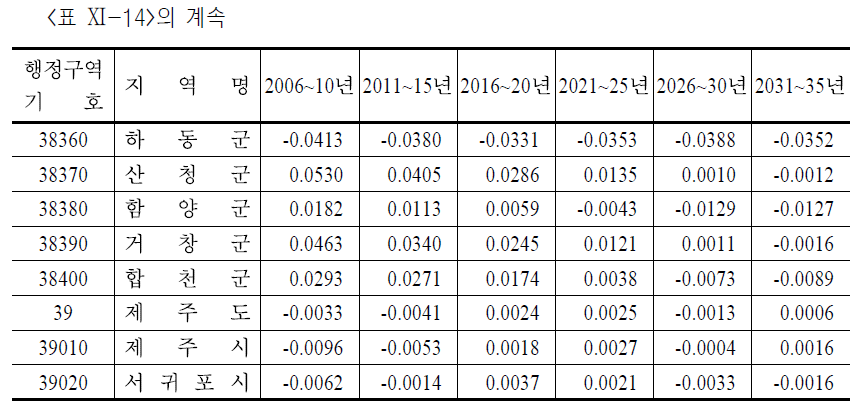 <표 XI-14>의 계속
행정구역 기 호 지 역 명 2006~10년 2011~15년 2016~20년 2021~25년 2026~30년 2031~35년
38360 하 동 군 -0.0413 -0.0380 -0.0331 -0.0353 -0.0388 -0.0352
38370 산 청 군 0.0530 0.0405 0.0286 0.0135 0.0010 -0.0012
38380 함 양 군 0.0182 0.0113 0.0059 -0.0043 -0.0129 -0.0127
38390 거 창 군 0.0463 0.0340 0.0245 0.0121 0.0011 -0.0016
38400 합 천 군 0.0293 0.0271 0.0174 0.0038 -0.0073 -0.0089
39 제 주 도 -0.0033 -0.0041 0.0024 0.0025 -0.0013 0.0006
39010 제 주 시 -0.0096 -0.0053 0.0018 0.0027 -0.0004 0.0016
39020 서 귀 포 시 -0.0062 -0.0014 0.0037 0.0021 -0.0033 -0.0016